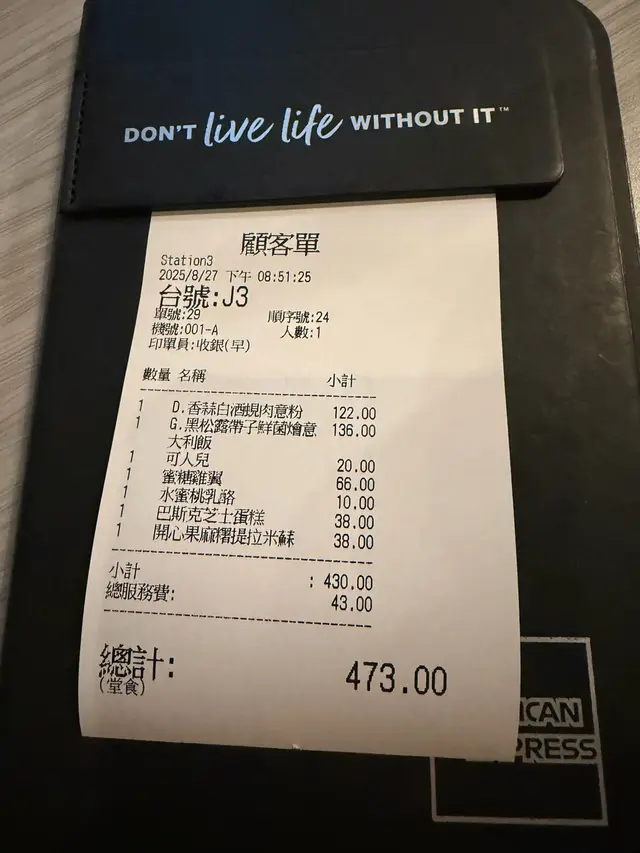 DON'T live life WITHOUT IT™
顧客單
Station3
2025/8/27 下午 08:51:25
台號:J3
單號:29 順序號:24
機號:001-A 人數:1
印單員:收銀(早)
數量 名稱 小計
1 D.香蒜白酒蜆肉意粉 122.00
1 G.黑松露帶子鮮菌燴意 136.00
大利飯
1 可人兒 20.00
1 蜜糖雞翼 66.00
1 水蜜桃乳酪 10.00
1 巴斯克芝士蛋糕 38.00
1 開心果麻糬提拉米蘇 38.00
小計 : 430.00
總服務費: 43.00
總計: 473.00
(堂食)
ICAN
PRESS